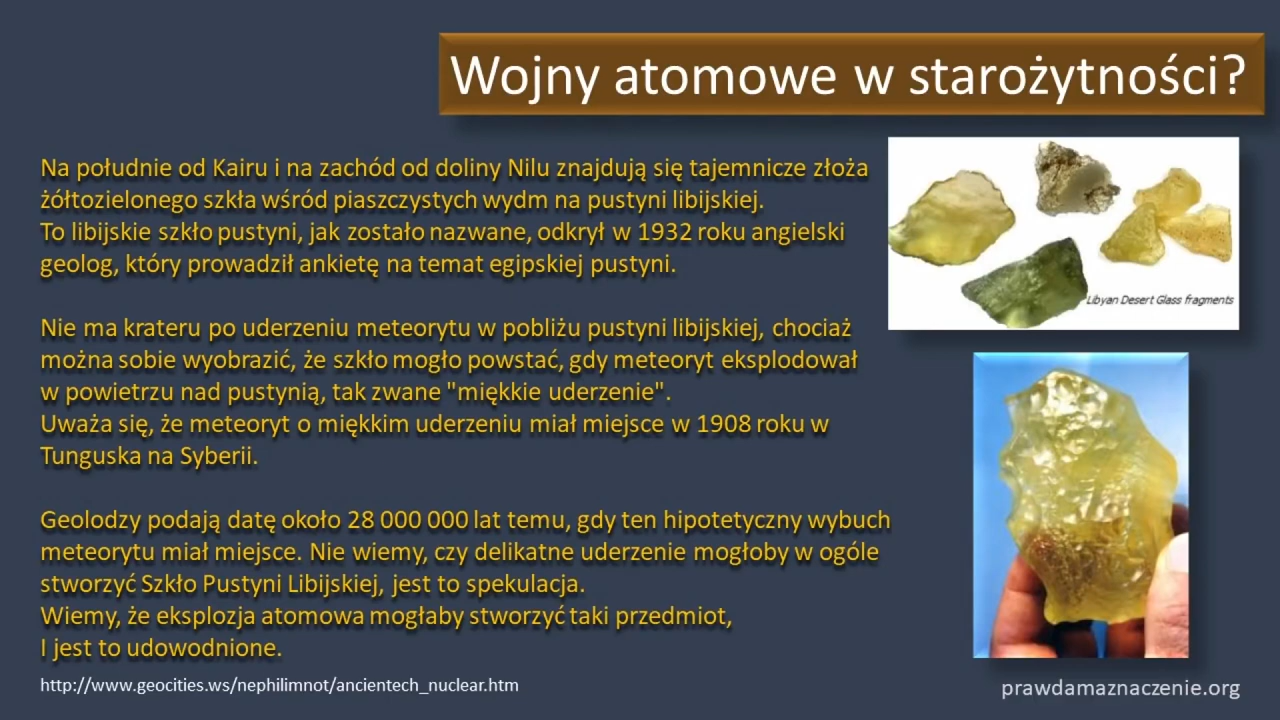 Wojny atomowe w starożytności?
Na południe od Kairu i na zachód od doliny Nilu znajdują się tajemnicze złoża
żółtozielonego szkła wśród piaszczystych wydm na pustyni libijskiej.
To libijskie szkło pustyni, jak zostało nazwane, odkrył w 1932 roku angielski
geolog, który prowadził ankietę na temat egipskiej pustyni.
Nie ma krateru po uderzeniu meteorytu w pobliżu pustyni libijskiej, chociaż
można sobie wyobrazić, że szkło mogło powstać, gdy meteoryt eksplodował
w powietrzu nad pustynią, tak zwane "miękkie uderzenie".
Uważa się, że meteoryt o miękkim uderzeniu miał miejsce w 1908 roku w
Tunguska na Syberii.
Geolodzy podają datę około 28 000 000 lat temu, gdy ten hipotetyczny wybuch
meteorytu miał miejsce. Nie wiemy, czy delikatne uderzenie mogłoby w ogóle
stworzyć Szkło Pustyni Libijskiej, jest to spekulacja.
Wiemy, że eksplozja atomowa mogłaby stworzyć taki przedmiot,
I jest to udowodnione.
http://www.geocities.ws/nephilimnot/ancientech_nuclear.htm
Libyan Desert Glass fragments
prawdamaznaczenie.org